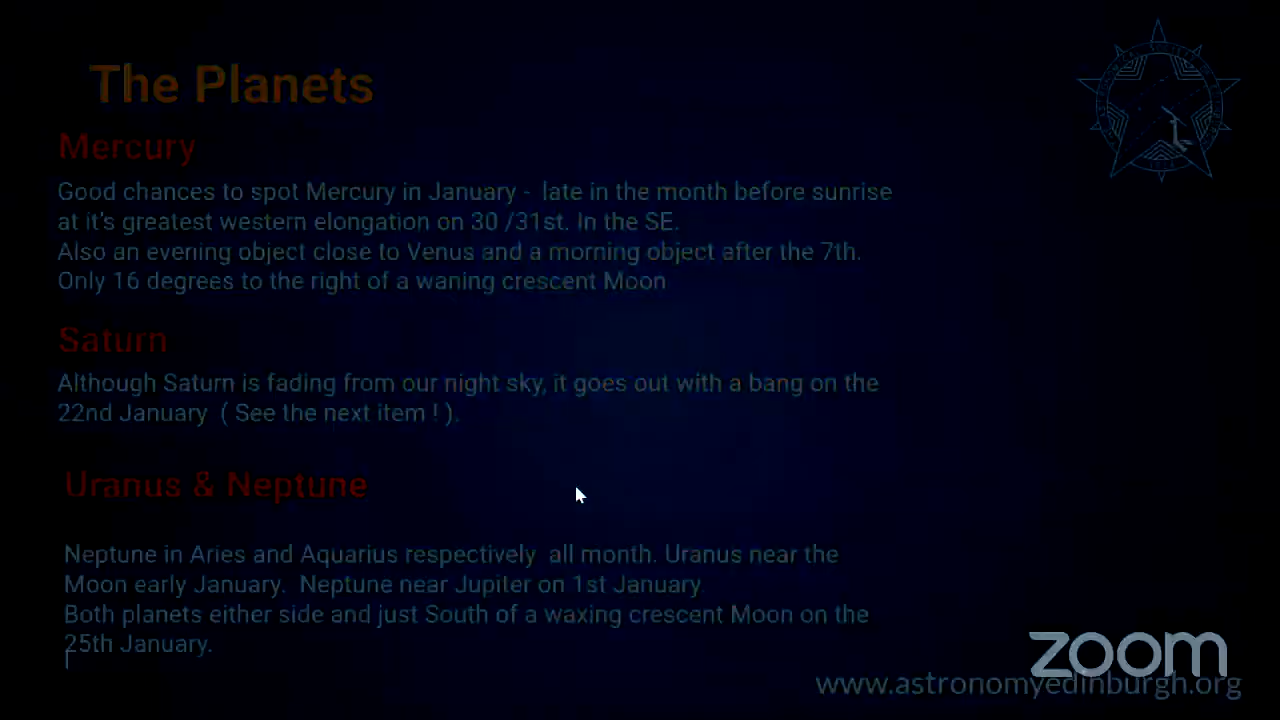 The Planets
Mercury
Good chances to spot Mercury in January - late in the month before sunrise
at it's greatest western elongation on 30 /31st. In the SE.
Also an evening object close to Venus and a morning object after the 7th.
Only 16 degrees to the right of a waning crescent Moon
Saturn
Although Saturn is fading from our night sky, it goes out with a bang on the
22nd January ( See the next item ! ).
Uranus & Neptune
Neptune in Aries and Aquarius respectively all month. Uranus near the
Moon early January. Neptune near Jupiter on 1st January
Both planets either side and just South of a waxing crescent Moon on the
25th January.
zoom
www.astronomyedinburgh.org